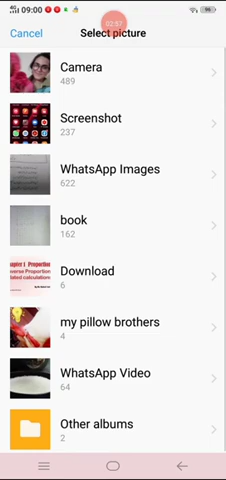 09:00
02:57
Cancel
Select picture
Camera
489
Screenshot
237
WhatsApp Images
622
book
162
Download
6
my pillow brothers
4
WhatsApp Video
64
Other albums
2